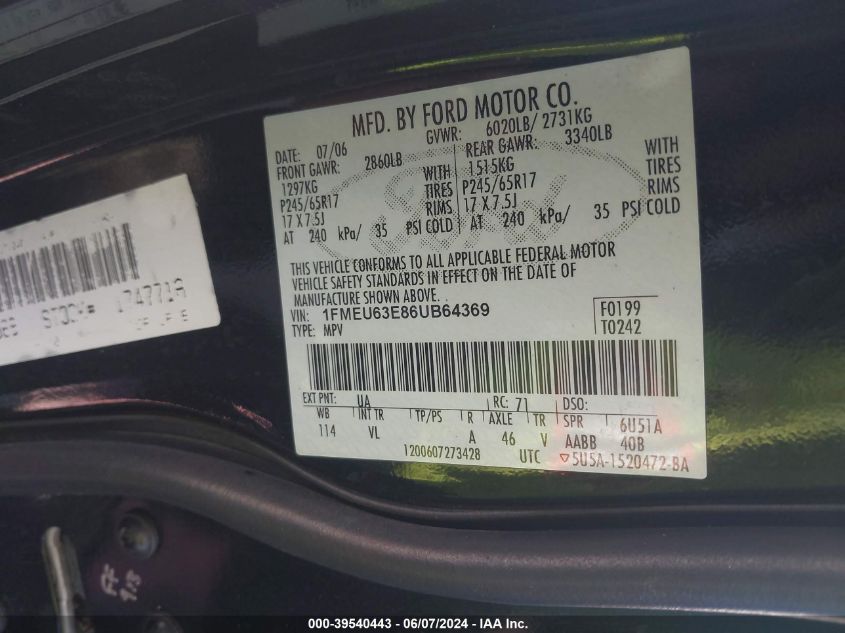 MFD. BY FORD MOTOR CO.
DATE: 07/06 GVWR: 6020LB/ 2731KG
FRONT GAWR: 2860LB REAR GAWR: 3340LB
1297KG WITH 1515KG WITH
P245/65R17 TIRES P245/65R17 TIRES
17 X 7.5J RIMS 17 X 7.5J RIMS
AT 240 kPa/ 35 PSI COLD AT 240 kPa/ 35 PSI COLD
THIS VEHICLE CONFORMS TO ALL APPLICABLE FEDERAL MOTOR
VEHICLE SAFETY STANDARDS IN EFFECT ON THE DATE OF
MANUFACTURE SHOWN ABOVE.
VIN: 1FMEU63E86UB64369 F0199
TYPE: MPV T0242
EXT PNT: UA RC: 71 DSO:
WB INT TR TP/PS R AXLE TR SPR 6U51A
114 VL A 46 V AABB 40B
1200607273428 UTC ▽5U5A-1520472-BA
STOCK#
FF
9.13
000-39540443 - 06/07/2024 - IAA Inc.